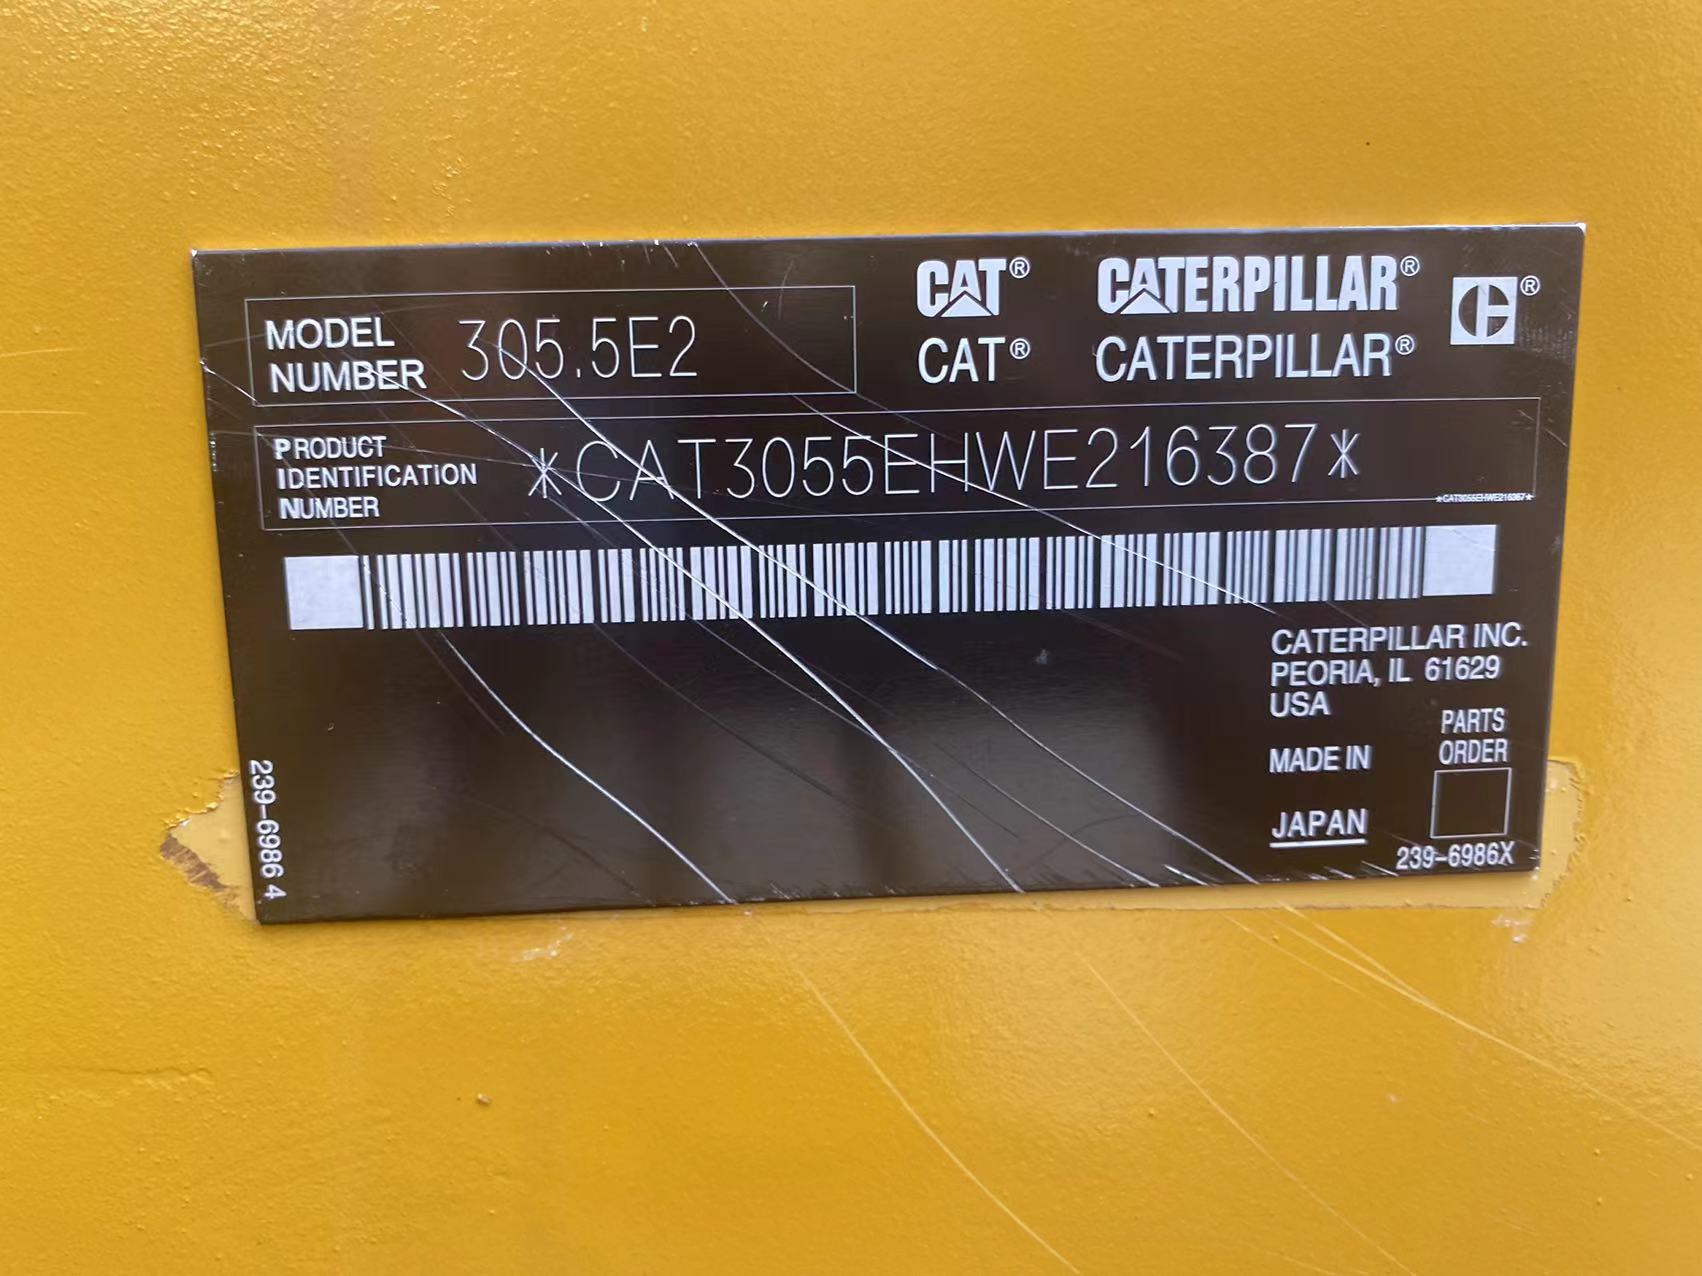 MODEL NUMBER 305.5E2
CAT® CATERPILLAR®
CAT® CATERPILLAR®
PRODUCT
IDENTIFICATION
NUMBER
*CAT3055EHWE216387*
CATERPILLAR INC.
PEORIA, IL 61629
USA
MADE IN
JAPAN
PARTS
ORDER
239-6986X
239-6986 4